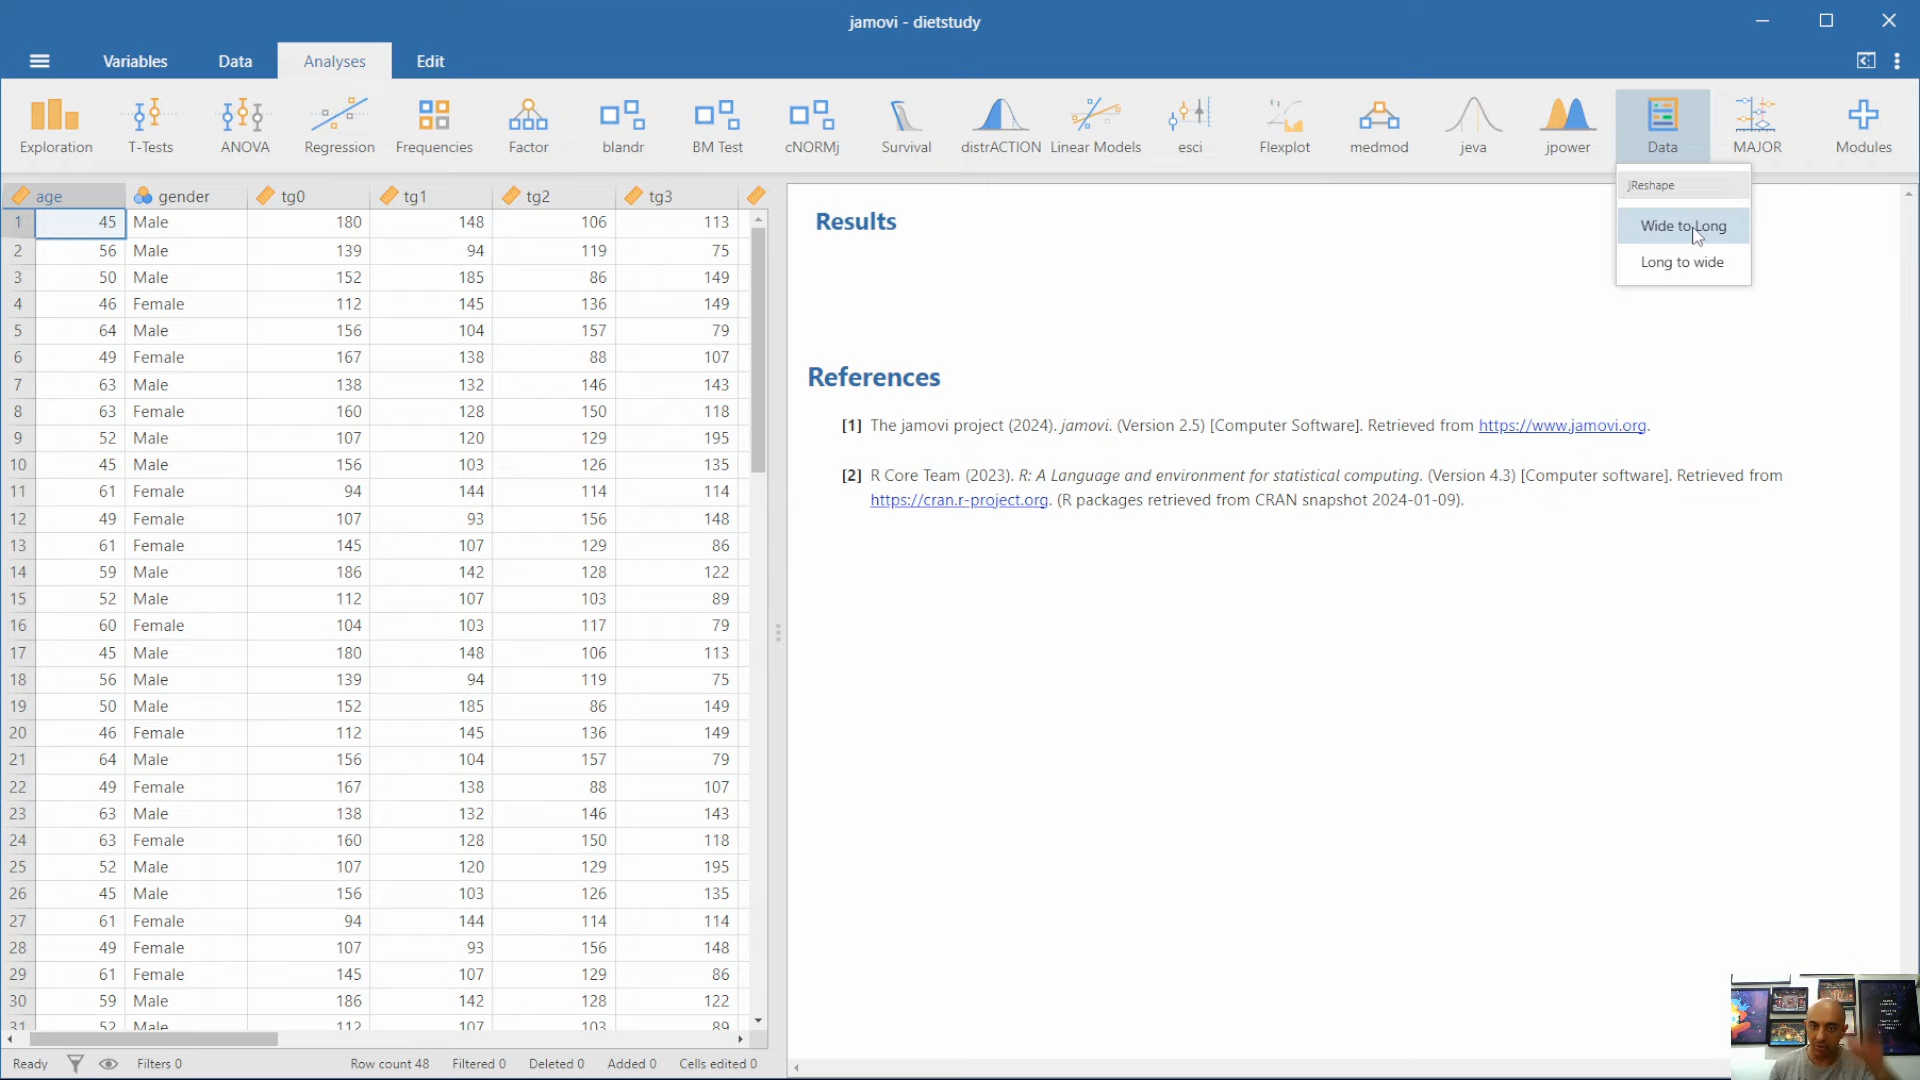 jamovi - dietstudy
Variables Data Analyses Edit
Exploration T-Tests ANOVA Regression Frequencies Factor blandr BM Test cNORMj Survival distrACTION Linear Models esci Flexplot medmod jeva jpower Data MAJOR Modules
jReshape
Wide to Long
Long to wide
age gender tg0 tg1 tg2 tg3
1 45 Male 180 148 106 113
2 56 Male 139 94 119 75
3 50 Male 152 185 86 149
4 46 Female 112 145 136 149
5 64 Male 156 104 157 79
6 49 Female 167 138 88 107
7 63 Male 138 132 146 143
8 63 Female 160 128 150 118
9 52 Male 107 120 129 195
10 45 Male 156 103 126 135
11 61 Female 94 144 114 114
12 49 Female 107 93 156 148
13 61 Female 145 107 129 86
14 59 Male 186 142 128 122
15 52 Male 112 107 103 89
16 60 Female 104 103 117 79
17 45 Male 180 148 106 113
18 56 Male 139 94 119 75
19 50 Male 152 185 86 149
20 46 Female 112 145 136 149
21 64 Male 156 104 157 79
22 49 Female 167 138 88 107
23 63 Male 138 132 146 143
24 63 Female 160 128 150 118
25 52 Male 107 120 129 195
26 45 Male 156 103 126 135
27 61 Female 94 144 114 114
28 49 Female 107 93 156 148
29 61 Female 145 107 129 86
30 59 Male 186 142 128 122
31 52 Male 112 107 103 89
Ready Filters 0 Row count 48 Filtered 0 Deleted 0 Added 0 Cells edited 0
Results
References
[1] The jamovi project (2024). jamovi. (Version 2.5) [Computer Software]. Retrieved from https://www.jamovi.org.
[2] R Core Team (2023). R: A Language and environment for statistical computing. (Version 4.3) [Computer software]. Retrieved from
https://cran.r-project.org. (R packages retrieved from CRAN snapshot 2024-01-09).